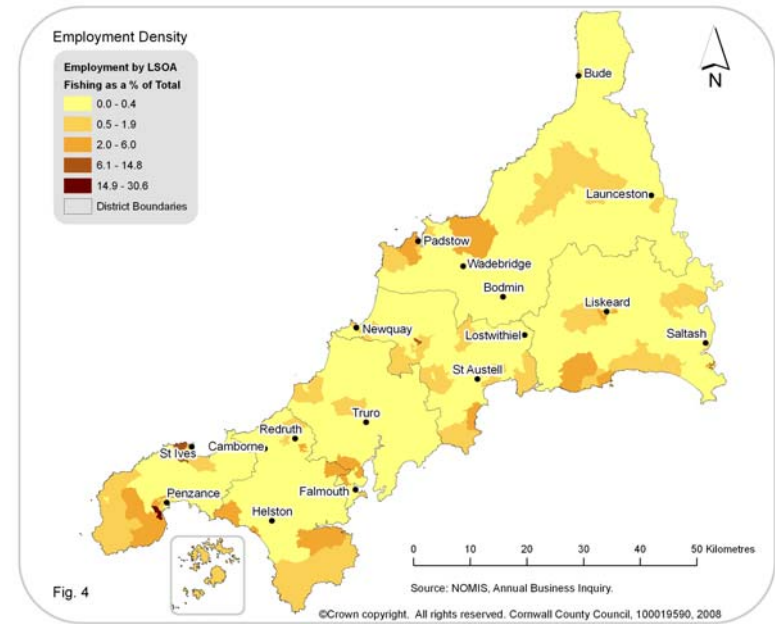 Employment Density
Employment by LSOA
Fishing as a % of Total
0.0 - 0.4
0.5 - 1.9
2.0 - 6.0
6.1 - 14.8
14.9 - 30.6
District Boundaries
N
Bude
Launceston
Padstow
Wadebridge
Bodmin
Liskeard
Newquay
Lostwithiel
Saltash
St Austell
Truro
Redruth
St Ives
Camborne
Penzance
Falmouth
Helston
0 10 20 30 40 50 Kilometres
Fig. 4
Source: NOMIS, Annual Business Inquiry.
©Crown copyright. All rights reserved. Cornwall County Council, 100019590, 2008